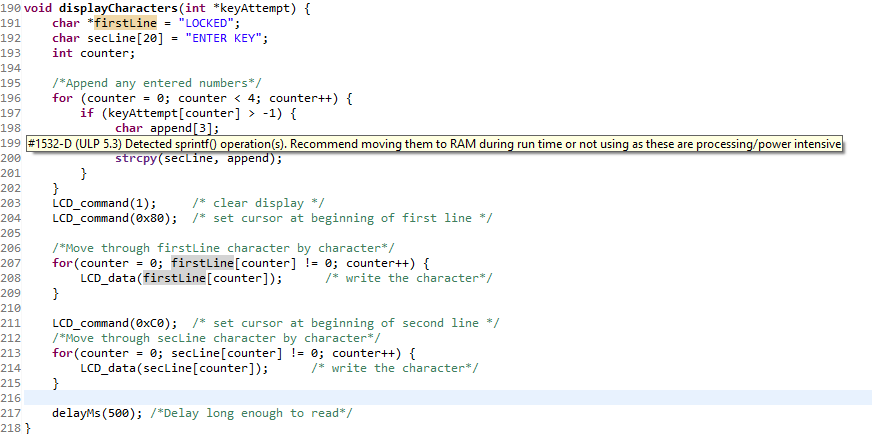 190 void displayCharacters(int *keyAttempt) {
191     char *firstLine = "LOCKED";
192     char secLine[20] = "ENTER KEY";
193     int counter;
194
195     /*Append any entered numbers*/
196     for (counter = 0; counter < 4; counter++) {
197         if (keyAttempt[counter] > -1) {
198             char append[3];
199 #1532-D (ULP 5.3) Detected sprintf() operation(s). Recommend moving them to RAM during run time or not using as these are processing/power intensive
200             strcpy(secLine, append);
201         }
202     }
203     LCD_command(1);     /* clear display */
204     LCD_command(0x80);  /* set cursor at beginning of first line */
205
206     /*Move through firstLine character by character*/
207     for(counter = 0; firstLine[counter] != 0; counter++) {
208         LCD_data(firstLine[counter]);      /* write the character*/
209     }
210
211     LCD_command(0xC0);  /* set cursor at beginning of second line */
212     /*Move through secLine character by character*/
213     for(counter = 0; secLine[counter] != 0; counter++) {
214         LCD_data(secLine[counter]);      /* write the character*/
215     }
216
217     delayMs(500); /*Delay long enough to read*/
218 }